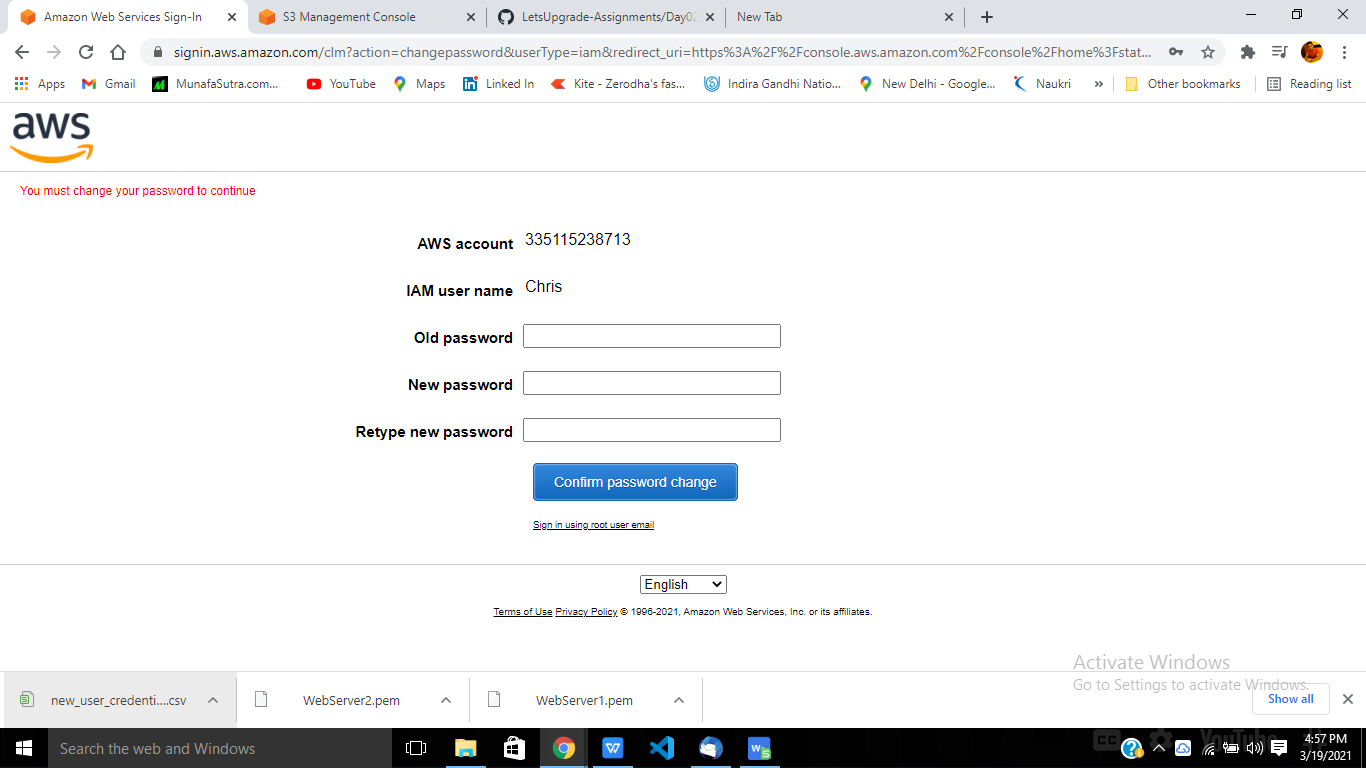 Amazon Web Services Sign-In
S3 Management Console
LetsUpgrade-Assignments/Day02
New Tab
signin.aws.amazon.com/clm?action=changepassword&userType=iam&redirect_uri=https%3A%2F%2Fconsole.aws.amazon.com%2Fconsole%2Fhome%3Fstat...
Apps Gmail MunafaSutra.com... YouTube Maps Linked In Kite - Zerodha's fas... Indira Gandhi Natio... New Delhi - Google... Naukri » Other bookmarks Reading list
aws
You must change your password to continue
AWS account 335115238713
IAM user name Chris
Old password
New password
Retype new password
Confirm password change
Sign in using root user email
English
Terms of Use Privacy Policy © 1996-2021, Amazon Web Services, Inc. or its affiliates.
Activate Windows
Go to Settings to activate Windows.
new_user_credenti....csv WebServer2.pem WebServer1.pem Show all
Search the web and Windows
4:57 PM
3/19/2021